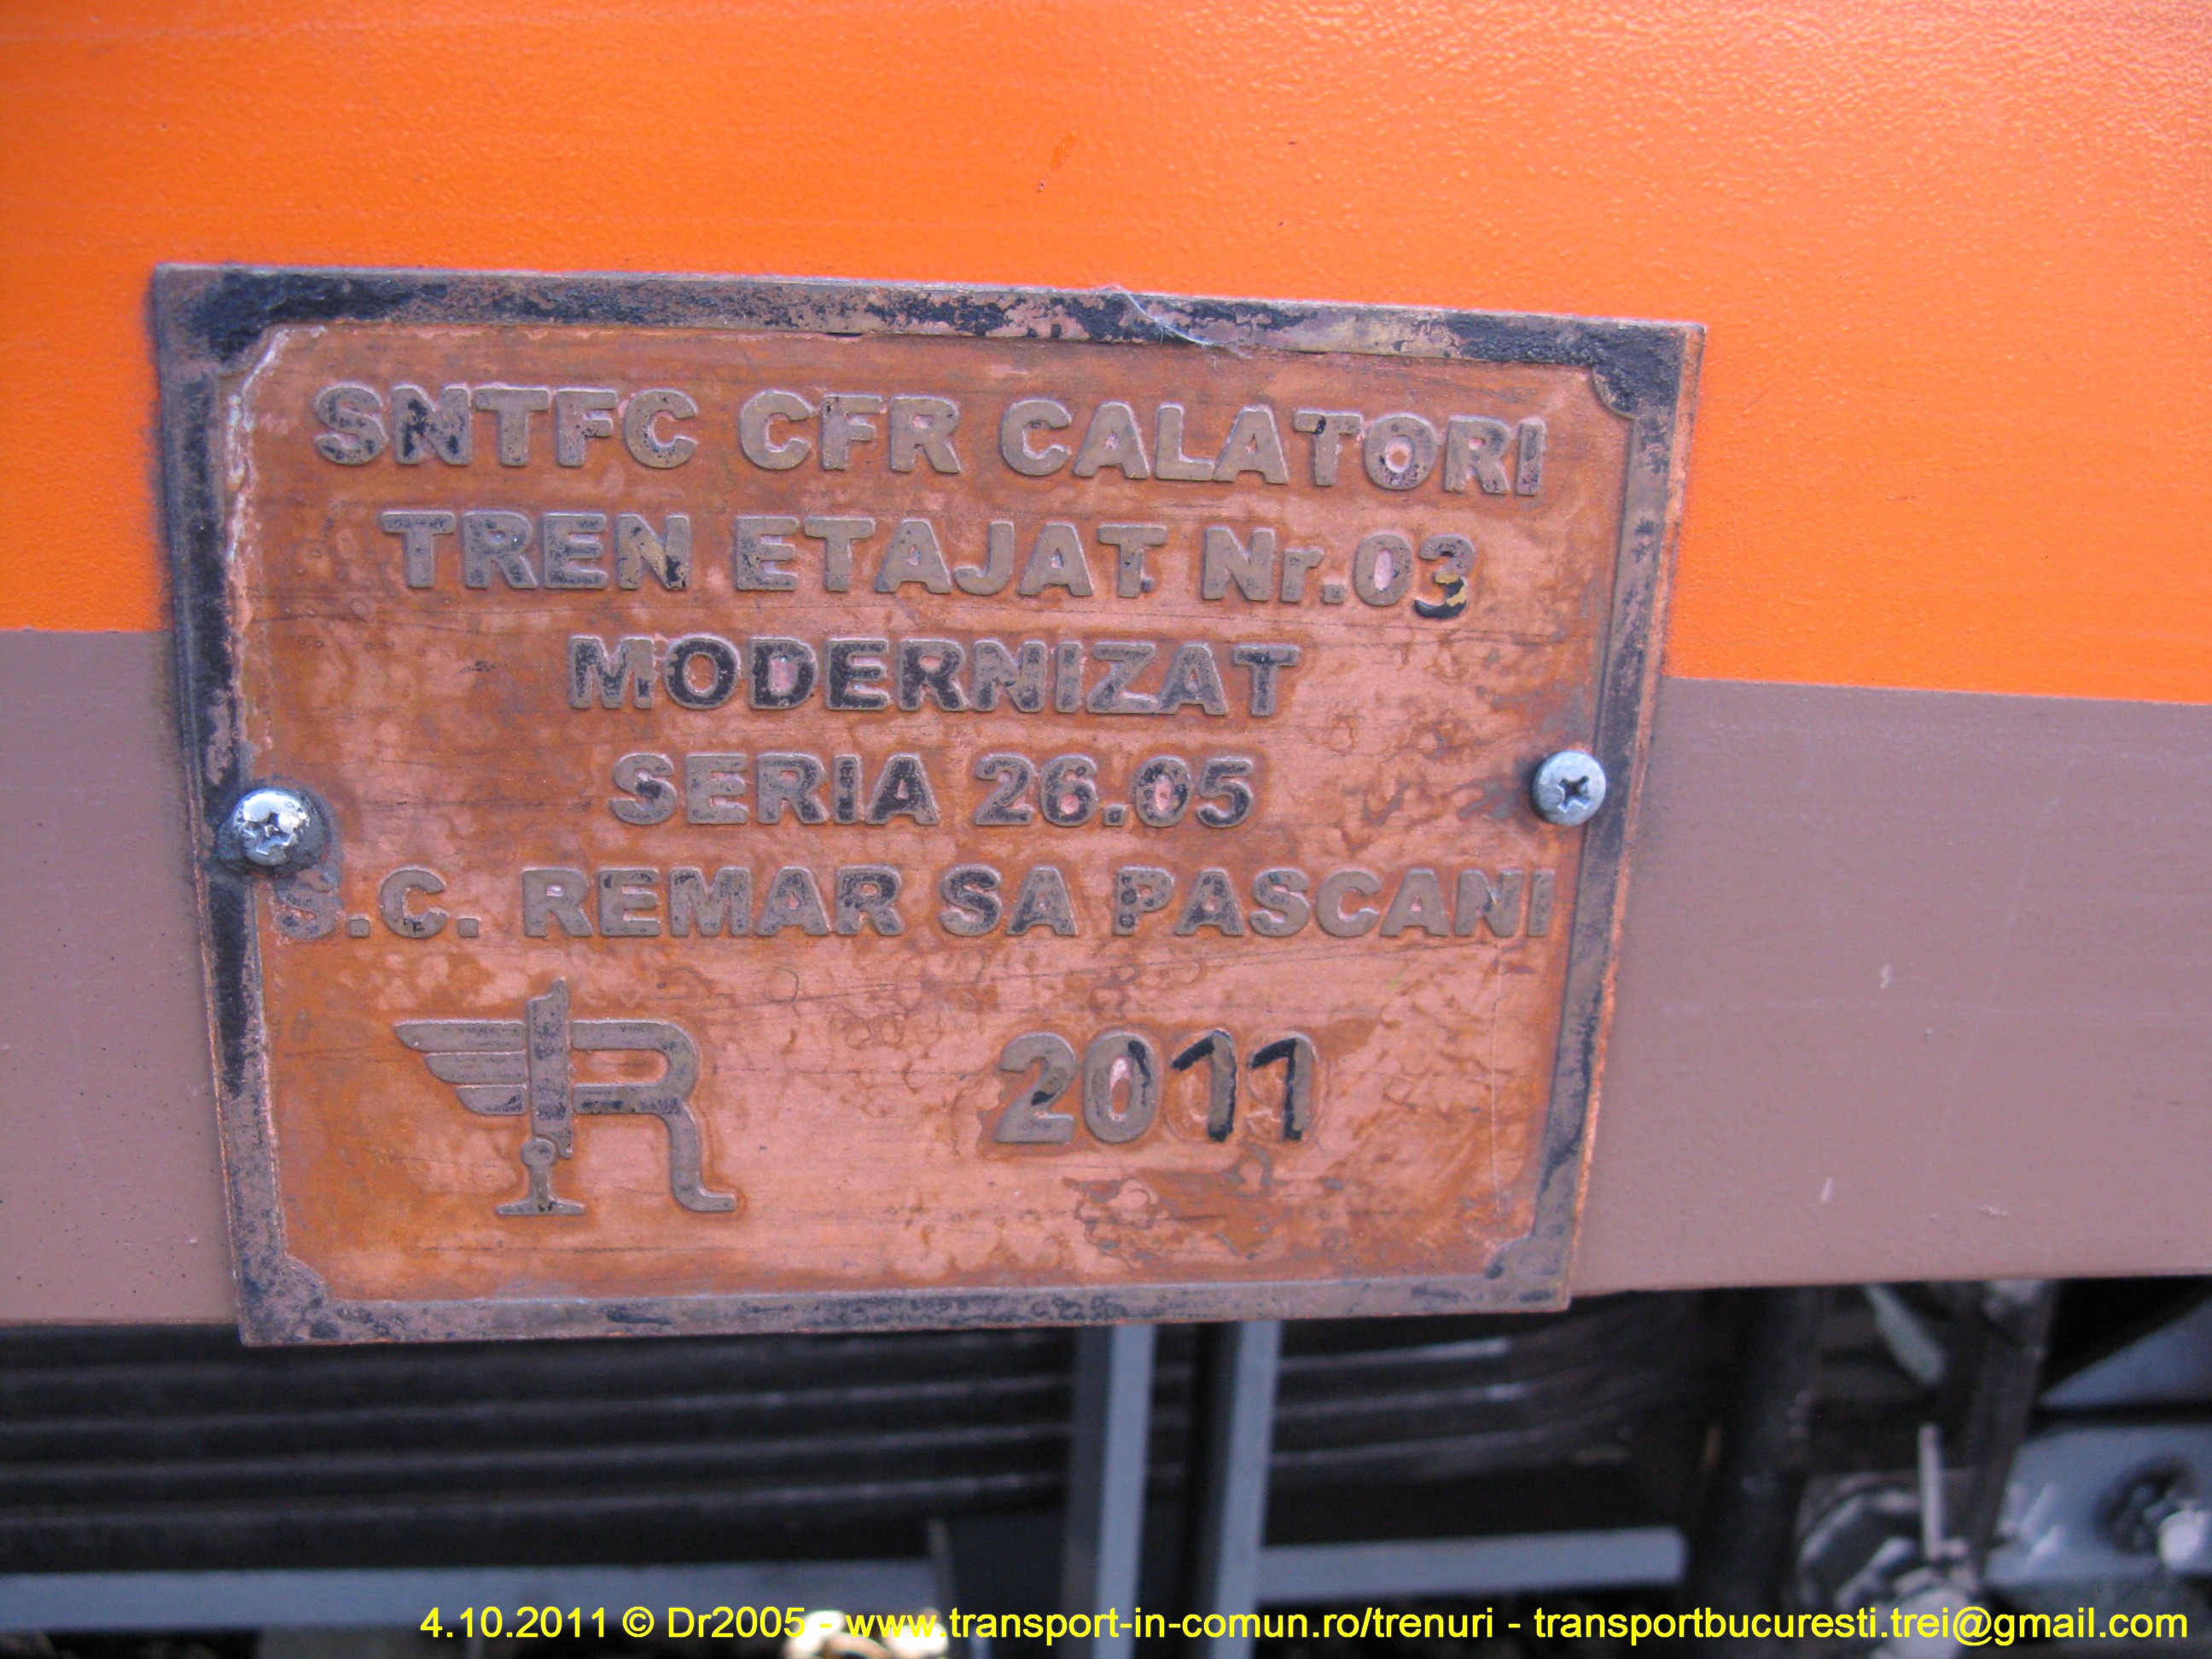 SNTFC CFR CALATORI
TREN ETAJAT Nr.03
MODERNIZAT
SERIA 26.05
S.C. REMAR SA PASCANI
R 2011
4.10.2011 © Dr2005 - www.transport-in-comun.ro/trenuri - transportbucuresti.trei@gmail.com